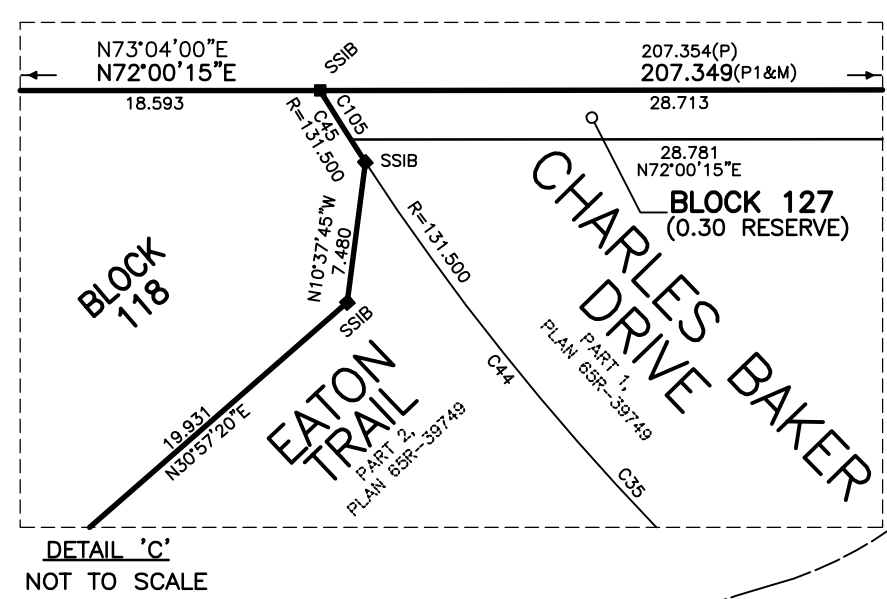 N73°04'00"E
N72°00'15"E
18.593
SSIB
207.354(P)
207.349(P1&M)
28.713
C105
C45
R=131.500
SSIB
28.781
N72°00'15"E
BLOCK 127
(0.30 RESERVE)
N10°37'45"W
7.480
R=131.500
CHARLES BAKER
DRIVE
BLOCK
118
SSIB
PART 1,
PLAN 65R-39749
C44
EATON
TRAIL
PART 2,
PLAN 65R-39749
19.931
N30°57'20"E
C35
DETAIL 'C'
NOT TO SCALE